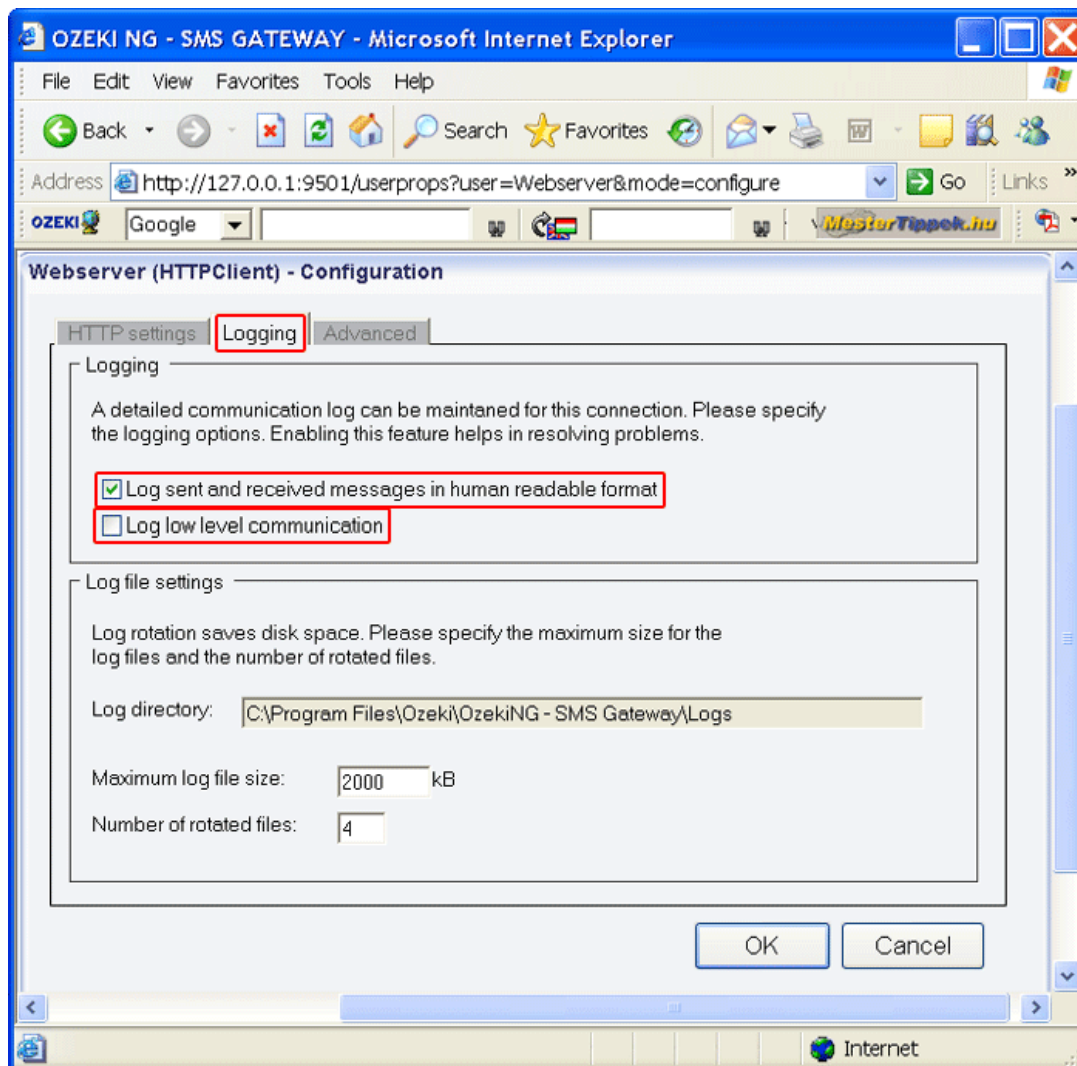 OZEKI NG - SMS GATEWAY - Microsoft Internet Explorer
File Edit View Favorites Tools Help
Back Search Favorites
Address http://127.0.0.1:9501/userprops?user=Webserver&mode=configure Go Links »
OZEKI Google MesterTippek.hu
Webserver (HTTPClient) - Configuration
HTTP settings Logging Advanced
Logging
A detailed communication log can be maintaned for this connection. Please specify
the logging options. Enabling this feature helps in resolving problems.
Log sent and received messages in human readable format
Log low level communication
Log file settings
Log rotation saves disk space. Please specify the maximum size for the
log files and the number of rotated files.
Log directory: C:\Program Files\Ozeki\OzekiNG - SMS Gateway\Logs
Maximum log file size: 2000 kB
Number of rotated files: 4
OK Cancel
Internet